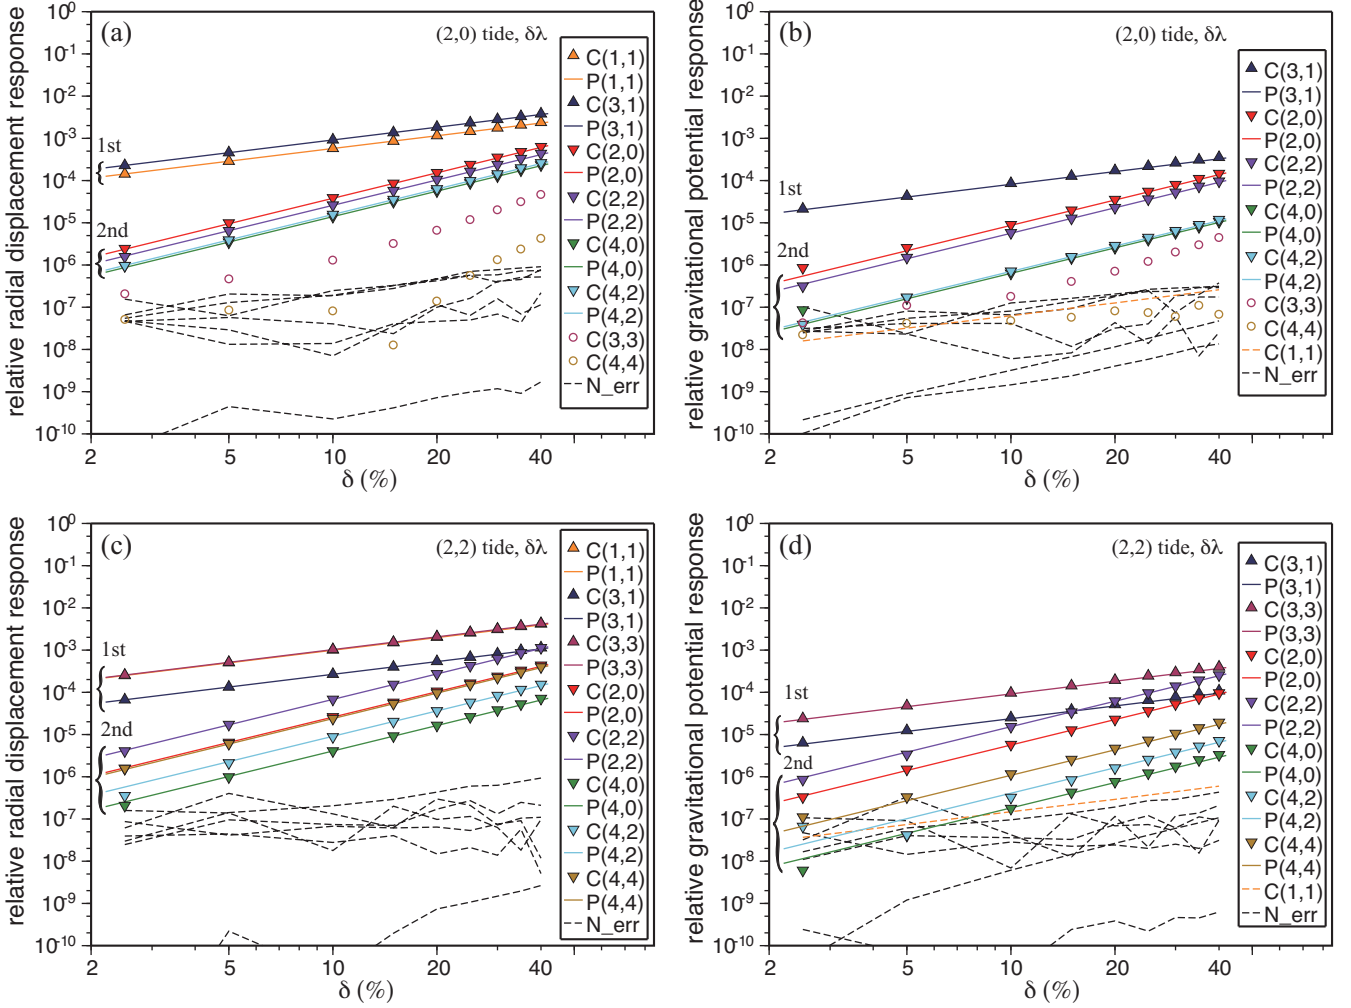 (a)
(2,0) tide, δλ
relative radial displacement response
10^0
10^-1
10^-2
10^-3
10^-4
10^-5
10^-6
10^-7
10^-8
10^-9
10^-10
1st
2nd
C(1,1)
P(1,1)
C(3,1)
P(3,1)
C(2,0)
P(2,0)
C(2,2)
P(2,2)
C(4,0)
P(4,0)
C(4,2)
P(4,2)
C(3,3)
C(4,4)
N_err
2 5 10 20 40
δ (%)
(b)
(2,0) tide, δλ
relative gravitational potential response
10^0
10^-1
10^-2
10^-3
10^-4
10^-5
10^-6
10^-7
10^-8
10^-9
10^-10
1st
2nd
C(3,1)
P(3,1)
C(2,0)
P(2,0)
C(2,2)
P(2,2)
C(4,0)
P(4,0)
C(4,2)
P(4,2)
C(3,3)
C(4,4)
C(1,1)
N_err
2 5 10 20 40
δ (%)
(c)
(2,2) tide, δλ
relative radial displacement response
10^0
10^-1
10^-2
10^-3
10^-4
10^-5
10^-6
10^-7
10^-8
10^-9
10^-10
1st
2nd
C(1,1)
P(1,1)
C(3,1)
P(3,1)
C(3,3)
P(3,3)
C(2,0)
P(2,0)
C(2,2)
P(2,2)
C(4,0)
P(4,0)
C(4,2)
P(4,2)
C(4,4)
P(4,4)
N_err
2 5 10 20 40
δ (%)
(d)
(2,2) tide, δλ
relative gravitational potential response
10^0
10^-1
10^-2
10^-3
10^-4
10^-5
10^-6
10^-7
10^-8
10^-9
10^-10
1st
2nd
C(3,1)
P(3,1)
C(3,3)
P(3,3)
C(2,0)
P(2,0)
C(2,2)
P(2,2)
C(4,0)
P(4,0)
C(4,2)
P(4,2)
C(4,4)
P(4,4)
C(1,1)
N_err
2 5 10 20 40
δ (%)